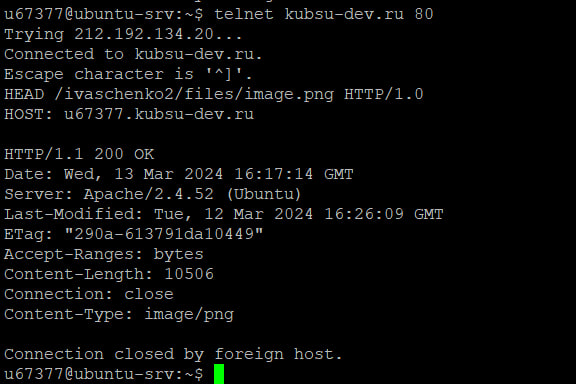 u67377@ubuntu-srv:~$ telnet kubsu-dev.ru 80
Trying 212.192.134.20...
Connected to kubsu-dev.ru.
Escape character is '^]'.
HEAD /ivaschenko2/files/image.png HTTP/1.0
HOST: u67377.kubsu-dev.ru

HTTP/1.1 200 OK
Date: Wed, 13 Mar 2024 16:17:14 GMT
Server: Apache/2.4.52 (Ubuntu)
Last-Modified: Tue, 12 Mar 2024 16:26:09 GMT
ETag: "290a-613791da10449"
Accept-Ranges: bytes
Content-Length: 10506
Connection: close
Content-Type: image/png

Connection closed by foreign host.
u67377@ubuntu-srv:~$